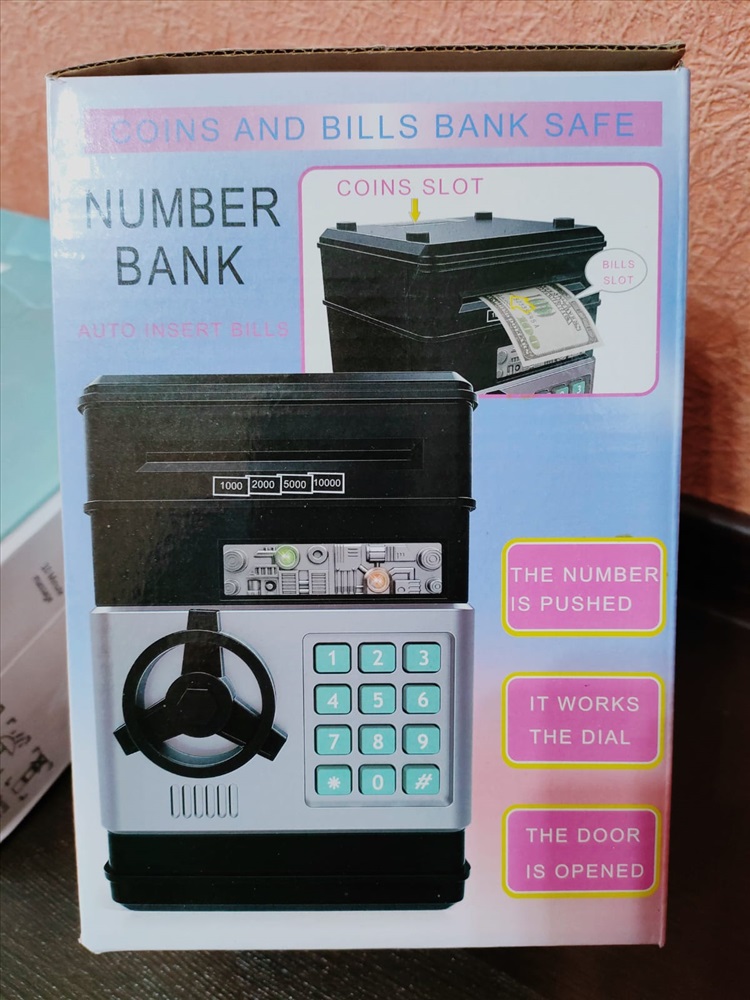 COINS AND BILLS BANK SAFE
NUMBER
BANK
AUTO INSERT BILLS
COINS SLOT
BILLS
SLOT
1000 2000 5000 10000
1 2 3
4 5 6
7 8 9
* 0 #
THE NUMBER
IS PUSHED
IT WORKS
THE DIAL
THE DOOR
IS OPENED